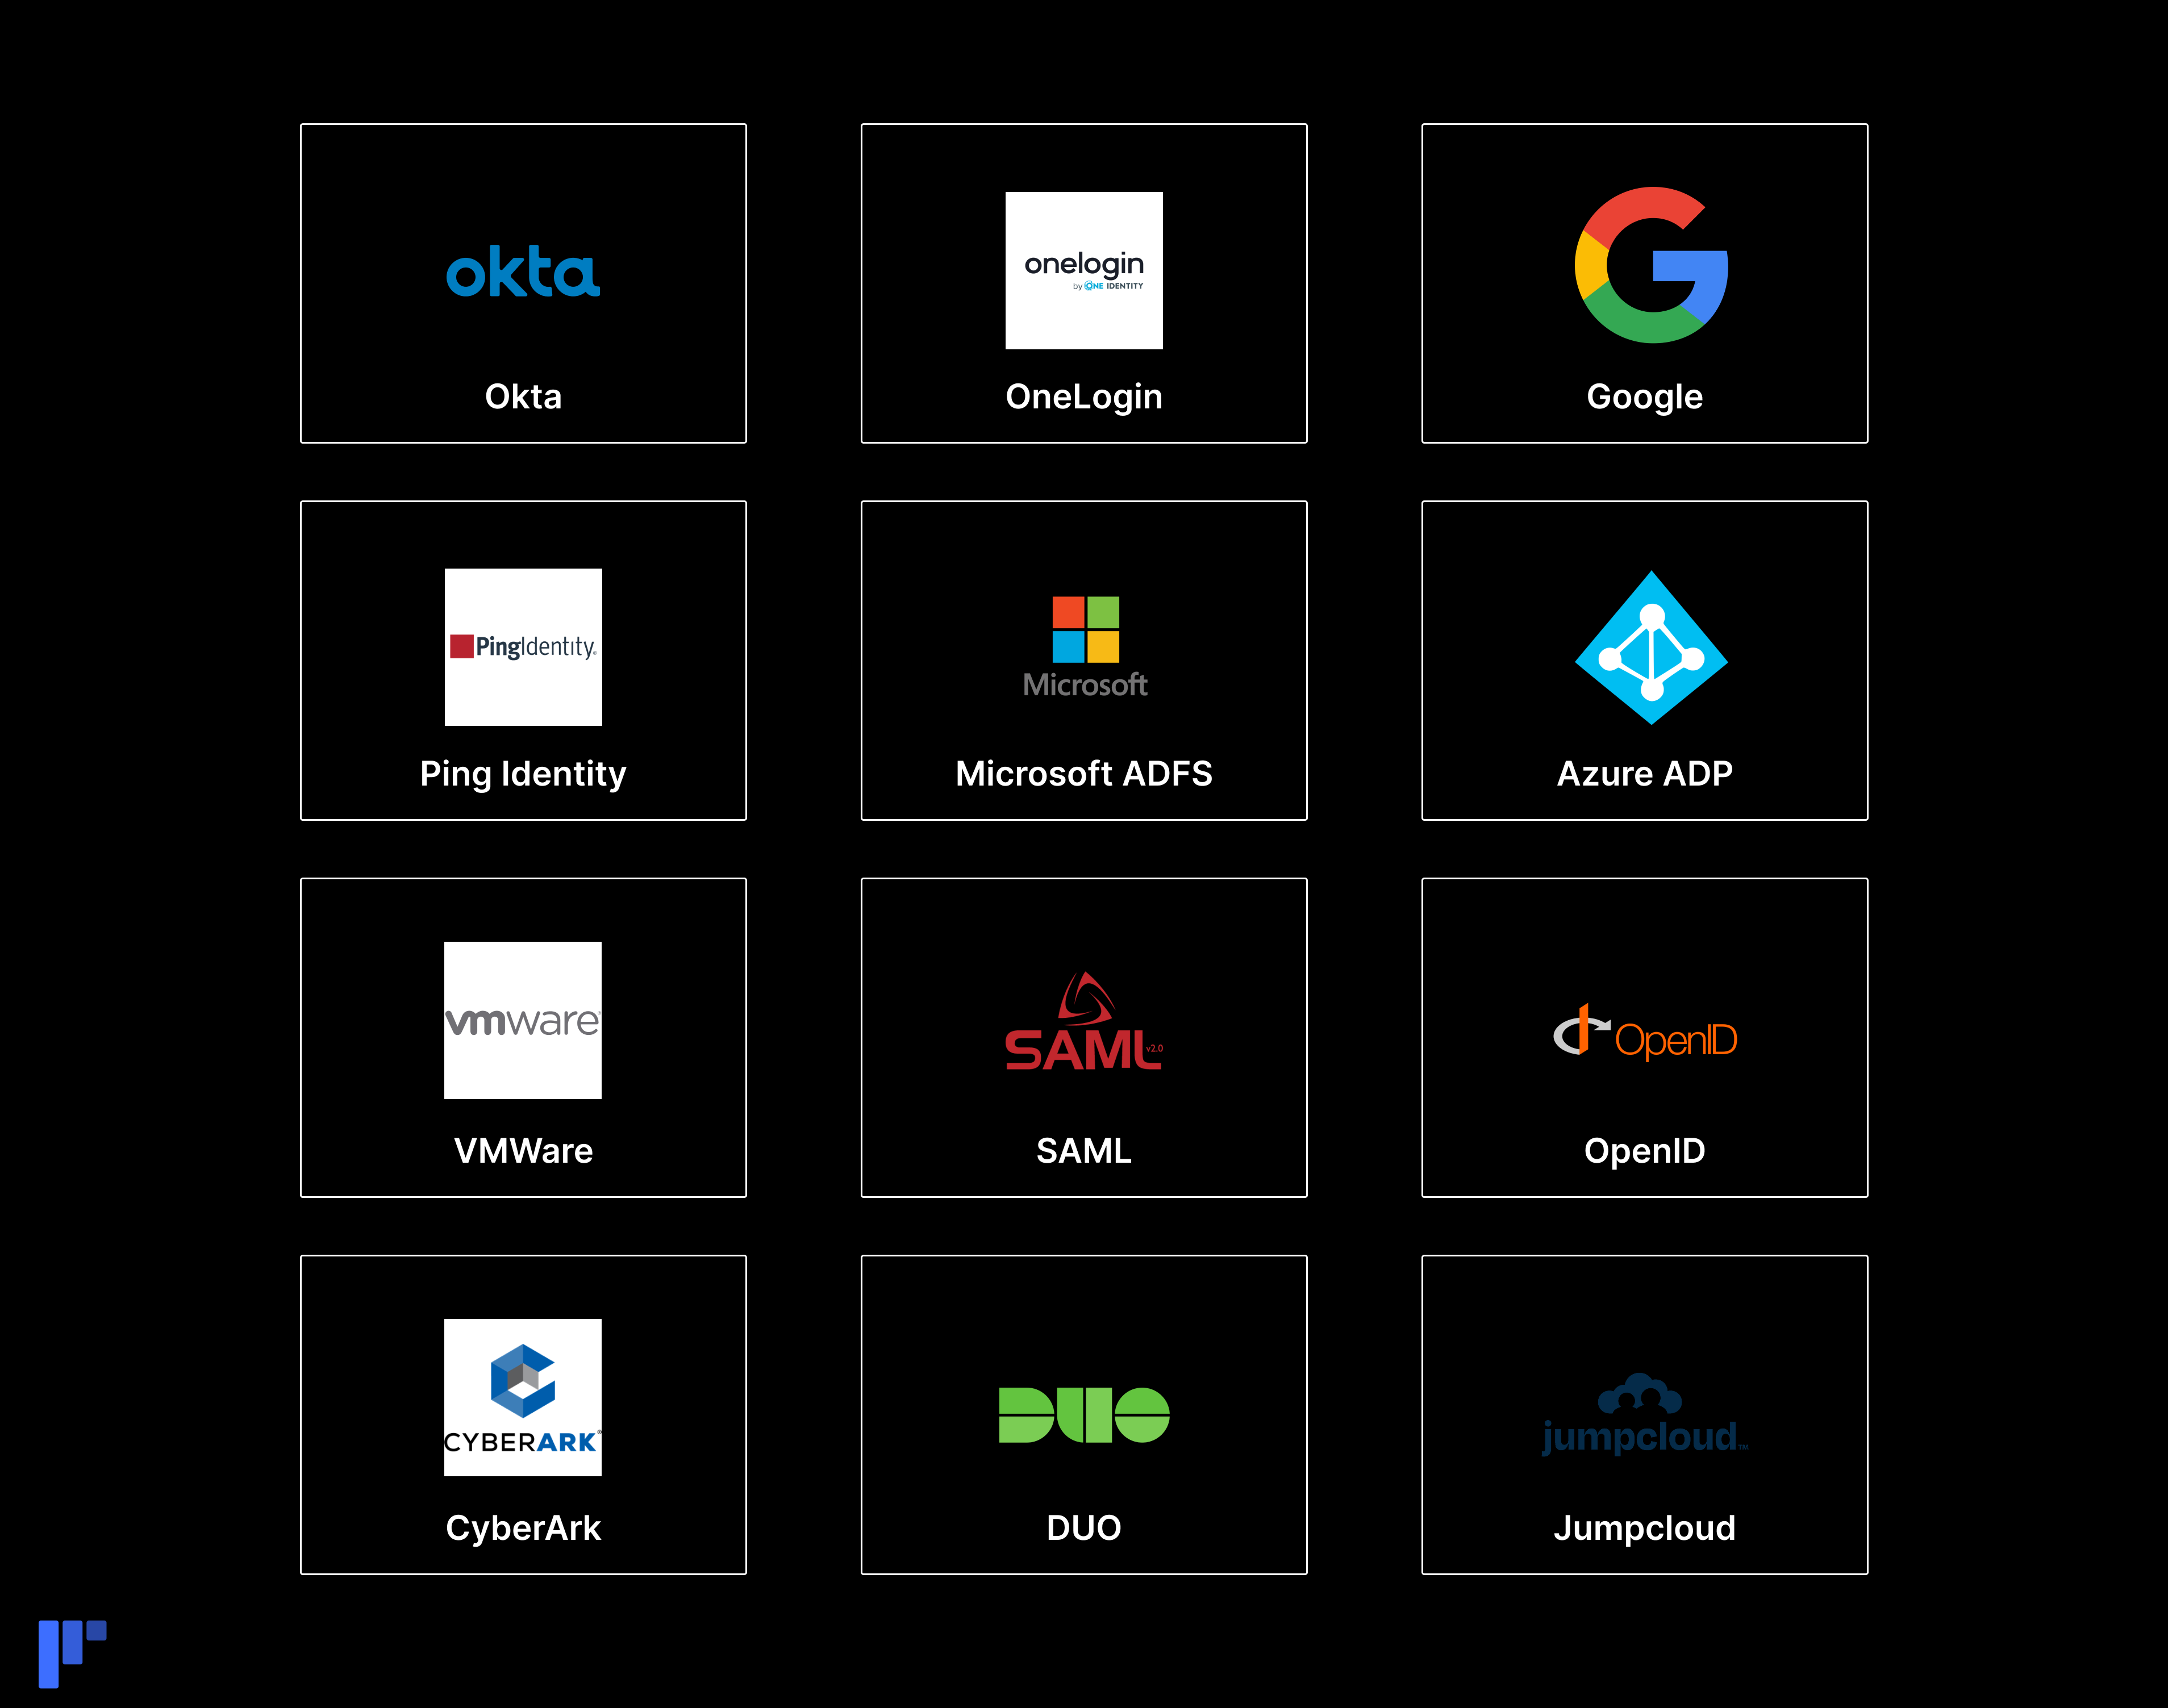 okta
Okta
onelogin
by ONE IDENTITY
OneLogin
Google
PingIdentity®
Ping Identity
Microsoft
Microsoft ADFS
Azure ADP
vmware®
VMWare
SAML v2.0
SAML
OpenID
OpenID
CYBERARK®
CyberArk
DUO
DUO
jumpcloud™
Jumpcloud